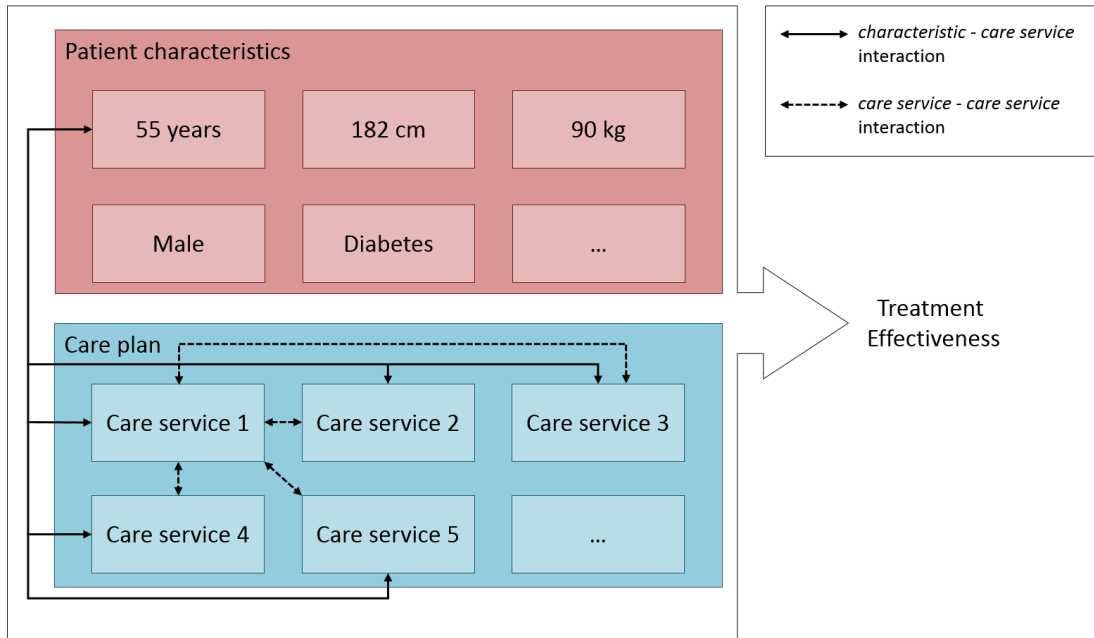 Patient characteristics
55 years
182 cm
90 kg
Male
Diabetes
...
Care plan
Care service 1
Care service 2
Care service 3
Care service 4
Care service 5
...
characteristic - care service
interaction
care service - care service
interaction
Treatment
Effectiveness